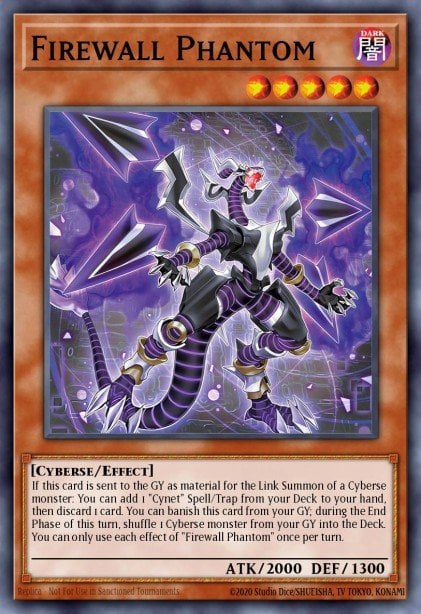 FIREWALL PHANTOM
DARK
闇
[CYBERSE/EFFECT]
If this card is sent to the GY as material for the Link Summon of a Cyberse
monster: You can add 1 "Cynet" Spell/Trap from your Deck to your hand,
then discard 1 card. You can banish this card from your GY; during the End
Phase of this turn, shuffle 1 Cyberse monster from your GY into the Deck.
You can only use each effect of "Firewall Phantom" once per turn.
ATK/2000 DEF/1300
Replica - Not For Use in Sanctioned Tournaments
©2020 Studio Dice/SHUEISHA, TV TOKYO, KONAMI